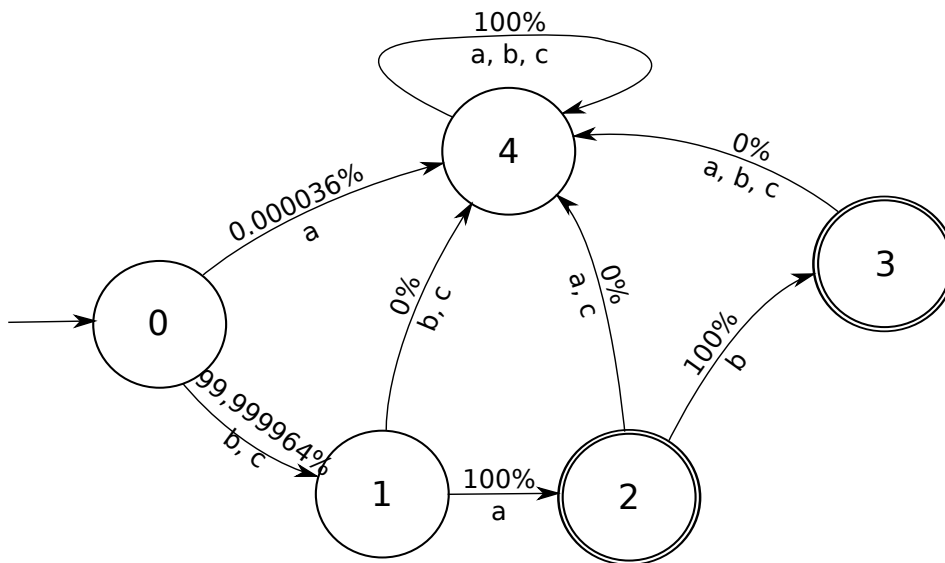 100%
a, b, c
4
0%
a, b, c
0.000036%
a
3
0%
b, c
0%
a, c
0
100%
b
99,999964%
b, c
1
100%
a
2